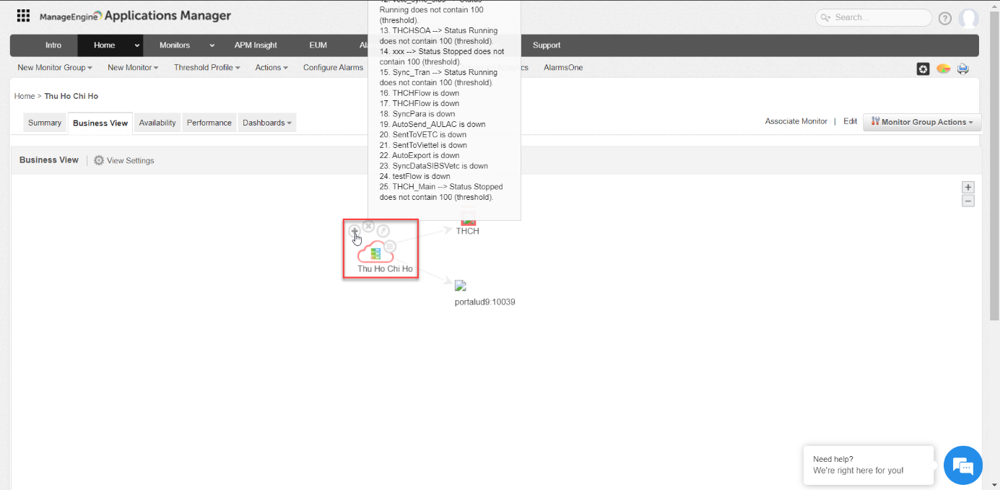 ManageEngine Applications Manager
Search...
Running does not contain 100
(threshold).
13. THCHSOA --> Status Running
does not contain 100 (threshold).
14. xxx --> Status Stopped does not
contain 100 (threshold).
15. Sync_Tran --> Status Running
does not contain 100 (threshold).
16. THCHFlow is down
17. THCHFlow is down
18. SyncPara is down
19. AutoSend_AULAC is down
20. SentToVETC is down
21. SentToViettel is down
22. AutoExport is down
23. SyncDataSIBSVetc is down
24. testFlow is down
25. THCH_Main --> Status Stopped
does not contain 100 (threshold).
Intro Home Monitors APM Insight EUM Support
New Monitor Group New Monitor Threshold Profile Actions Configure Alarms AlarmsOne
Home > Thu Ho Chi Ho
Summary Business View Availability Performance Dashboards
Associate Monitor | Edit Monitor Group Actions
Business View | View Settings
THCH
Thu Ho Chi Ho
portalud9:10039
Need help?
We're right here for you!